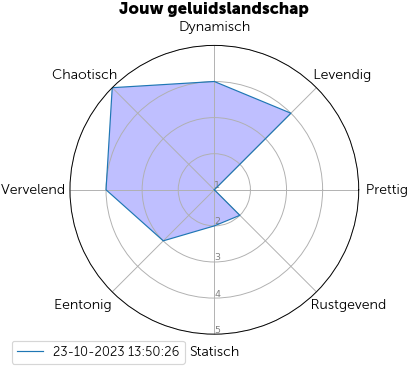 Jouw geluidslandschap
Dynamisch
Chaotisch
Levendig
Vervelend
1
Prettig
2
3
4
Eentonig
Rustgevend
5
23-10-2023 13:50:26
Statisch